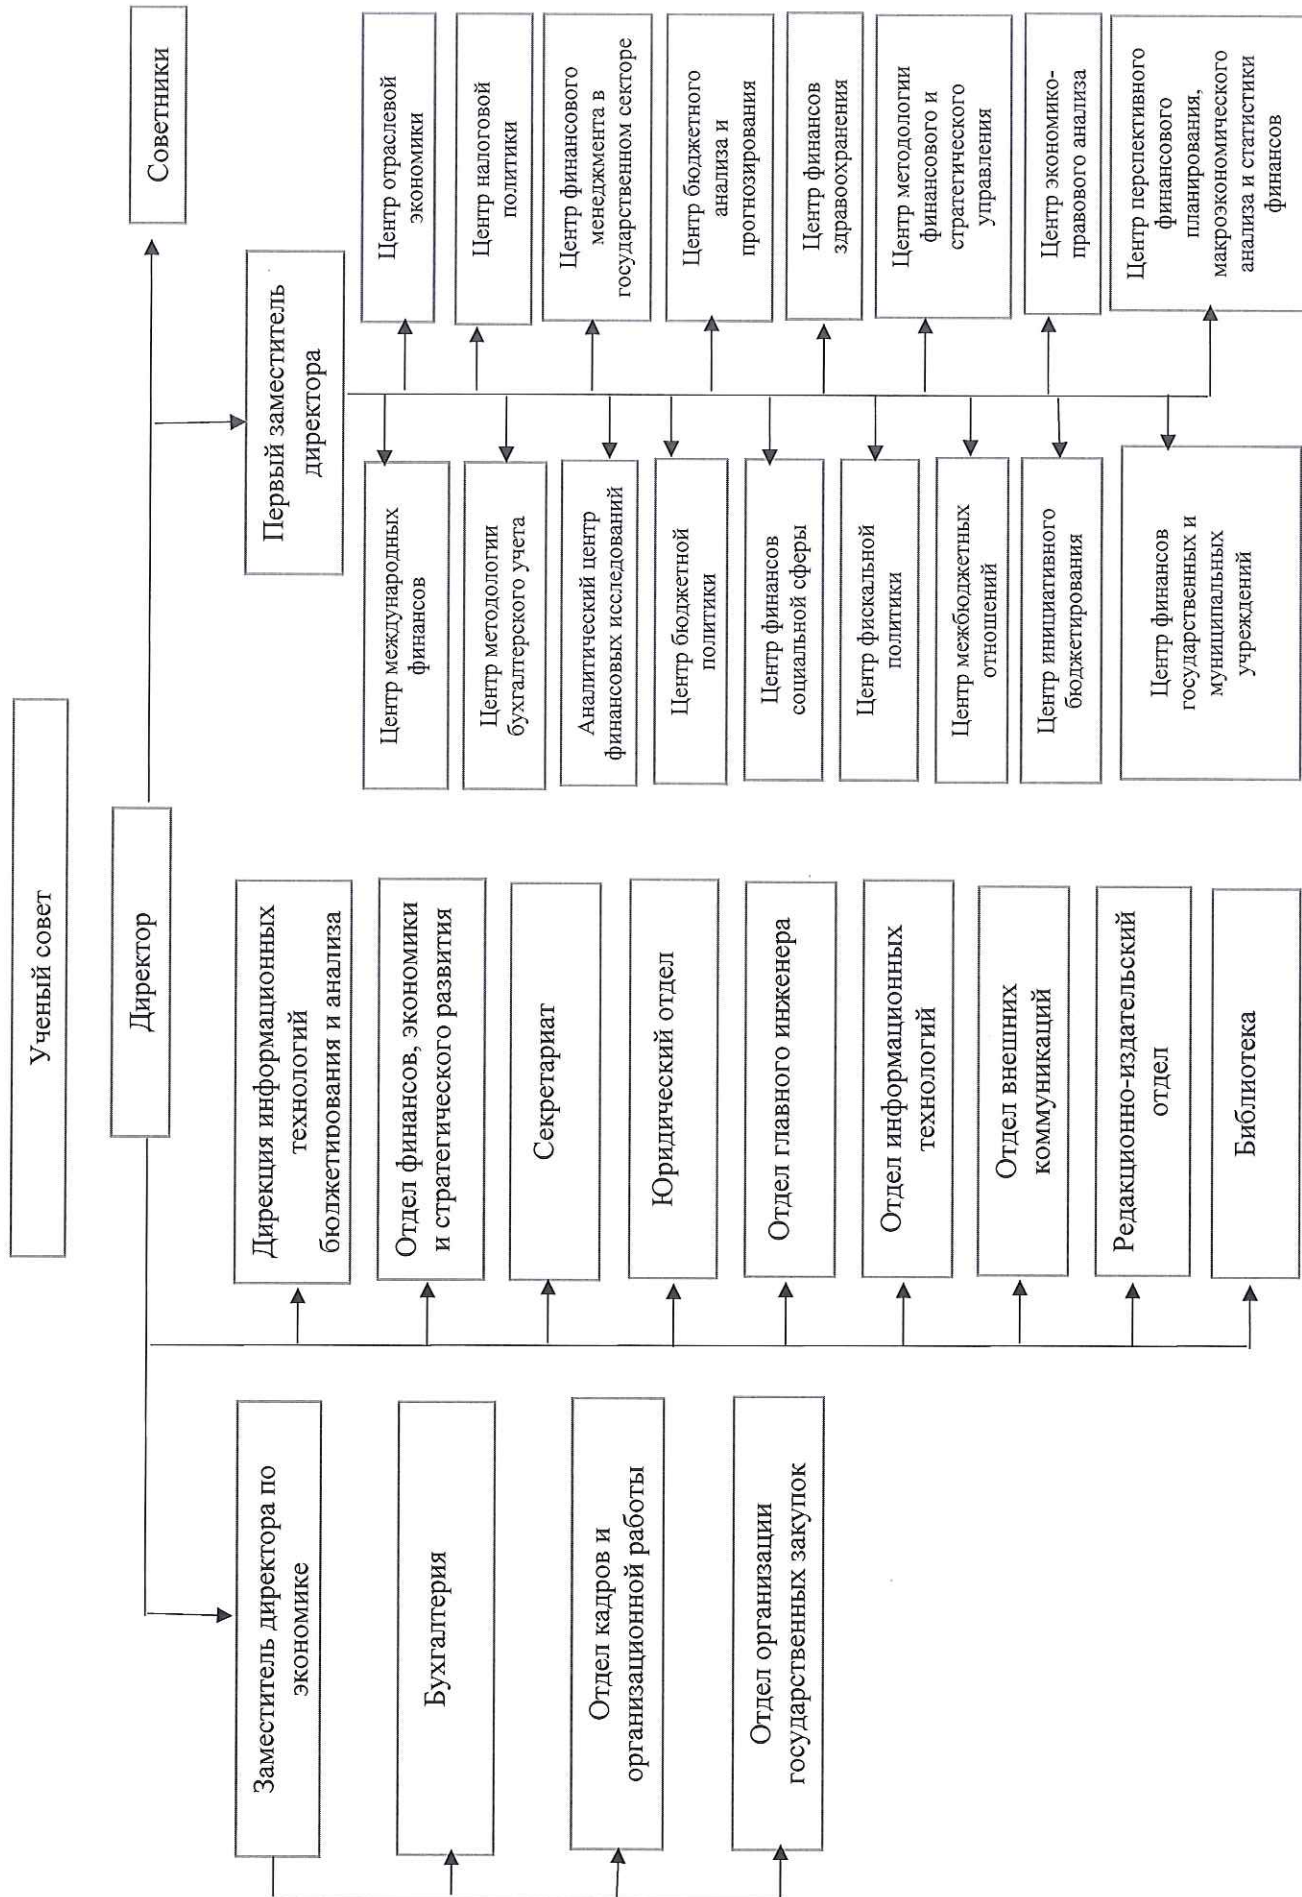 Ученый совет
Директор
Советники
Заместитель директора по
экономике
Бухгалтерия
Отдел кадров и
организационной работы
Отдел организации
государственных закупок
Дирекция информационных
технологий
бюджетирования и анализа
Отдел финансов, экономики
и стратегического развития
Секретариат
Юридический отдел
Отдел главного инженера
Отдел информационных
технологий
Отдел внешних
коммуникаций
Редакционно-издательский
отдел
Библиотека
Первый заместитель
директора
Центр международных
финансов
Центр методологии
бухгалтерского учета
Аналитический центр
финансовых исследований
Центр бюджетной
политики
Центр финансов
социальной сферы
Центр фискальной
политики
Центр межбюджетных
отношений
Центр инициативного
бюджетирования
Центр финансов
государственных и
муниципальных
учреждений
Центр отраслевой
экономики
Центр налоговой
политики
Центр финансового
менеджмента в
государственном секторе
Центр бюджетного
анализа и
прогнозирования
Центр финансов
здравоохранения
Центр методологии
финансового и
стратегического
управления
Центр экономико-
правового анализа
Центр перспективного
финансового
планирования,
макроэкономического
анализа и статистики
финансов